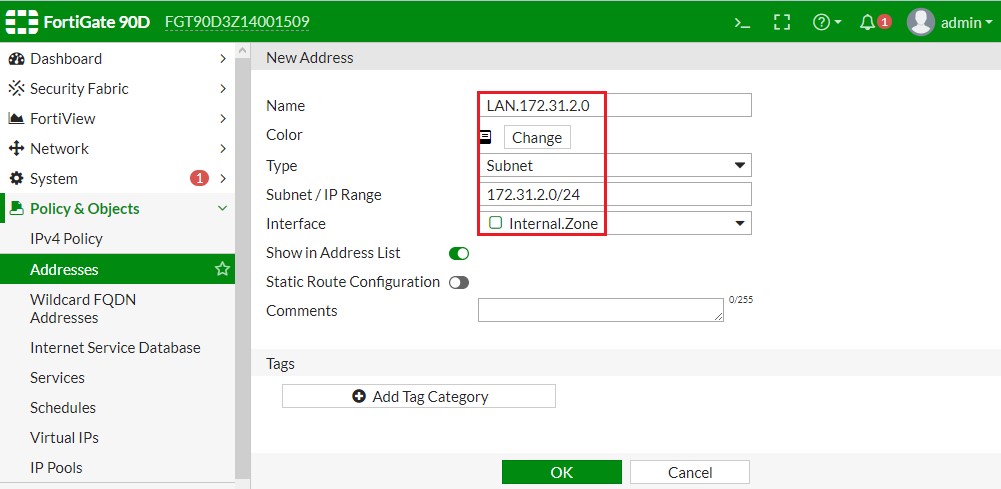 FortiGate 90D FGT90D3Z14001509 >_ ? 1 admin
Dashboard
Security Fabric
FortiView
Network
System 1
Policy & Objects
IPv4 Policy
Addresses
Wildcard FQDN
Addresses
Internet Service Database
Services
Schedules
Virtual IPs
IP Pools
New Address
Name LAN.172.31.2.0
Color Change
Type Subnet
Subnet / IP Range 172.31.2.0/24
Interface Internal.Zone
Show in Address List
Static Route Configuration
Comments 0/255
Tags
Add Tag Category
OK Cancel